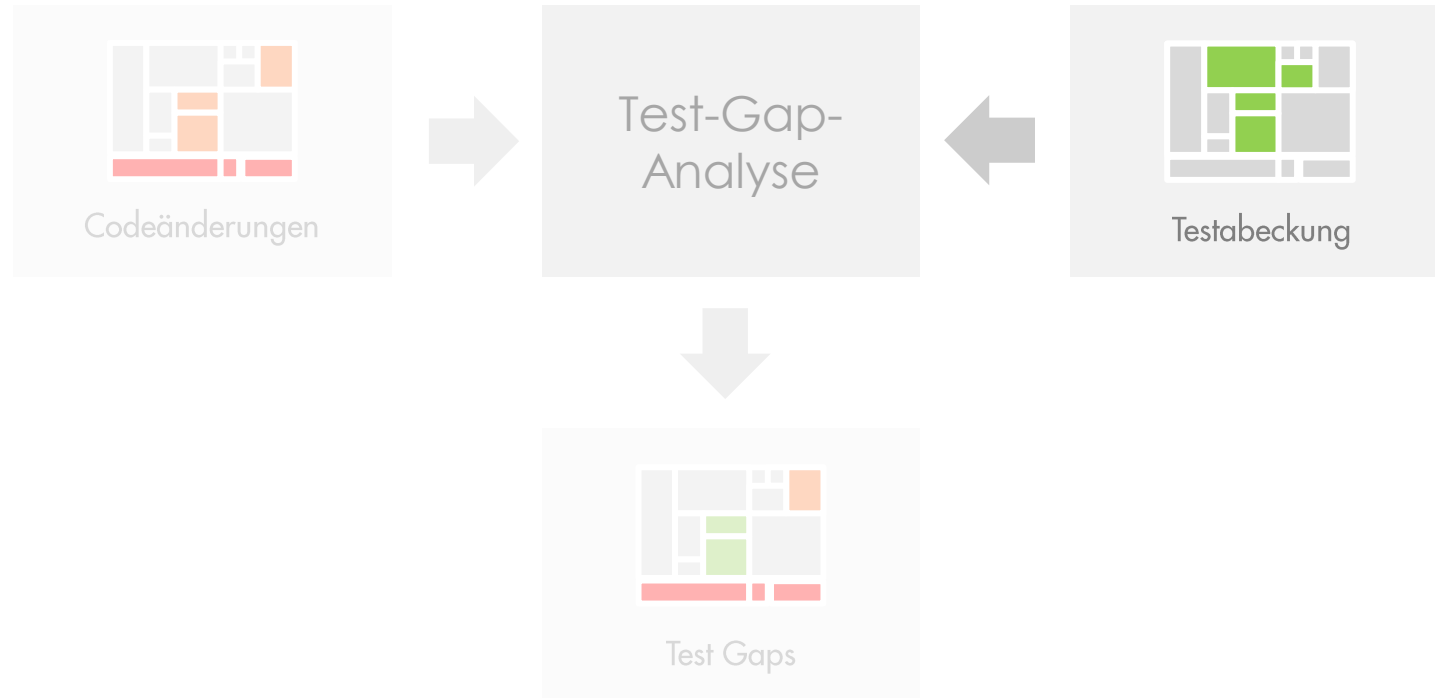 Test-Gap-
Analyse
Codeänderungen
Testabeckung
Test Gaps